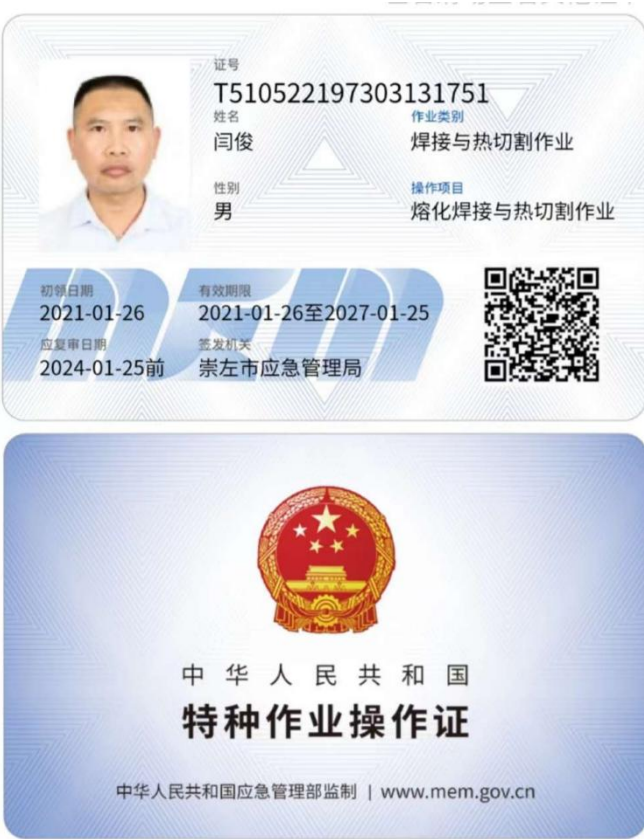 证号
T510522197303131751
姓名 作业类别
闫俊 焊接与热切割作业
性别 操作项目
男 熔化焊接与热切割作业
初领日期 有效期限
2021-01-26 2021-01-26至2027-01-25
应复审日期 签发机关
2024-01-25前 崇左市应急管理局
中华人民共和国
特种作业操作证
中华人民共和国应急管理部监制 | www.mem.gov.cn